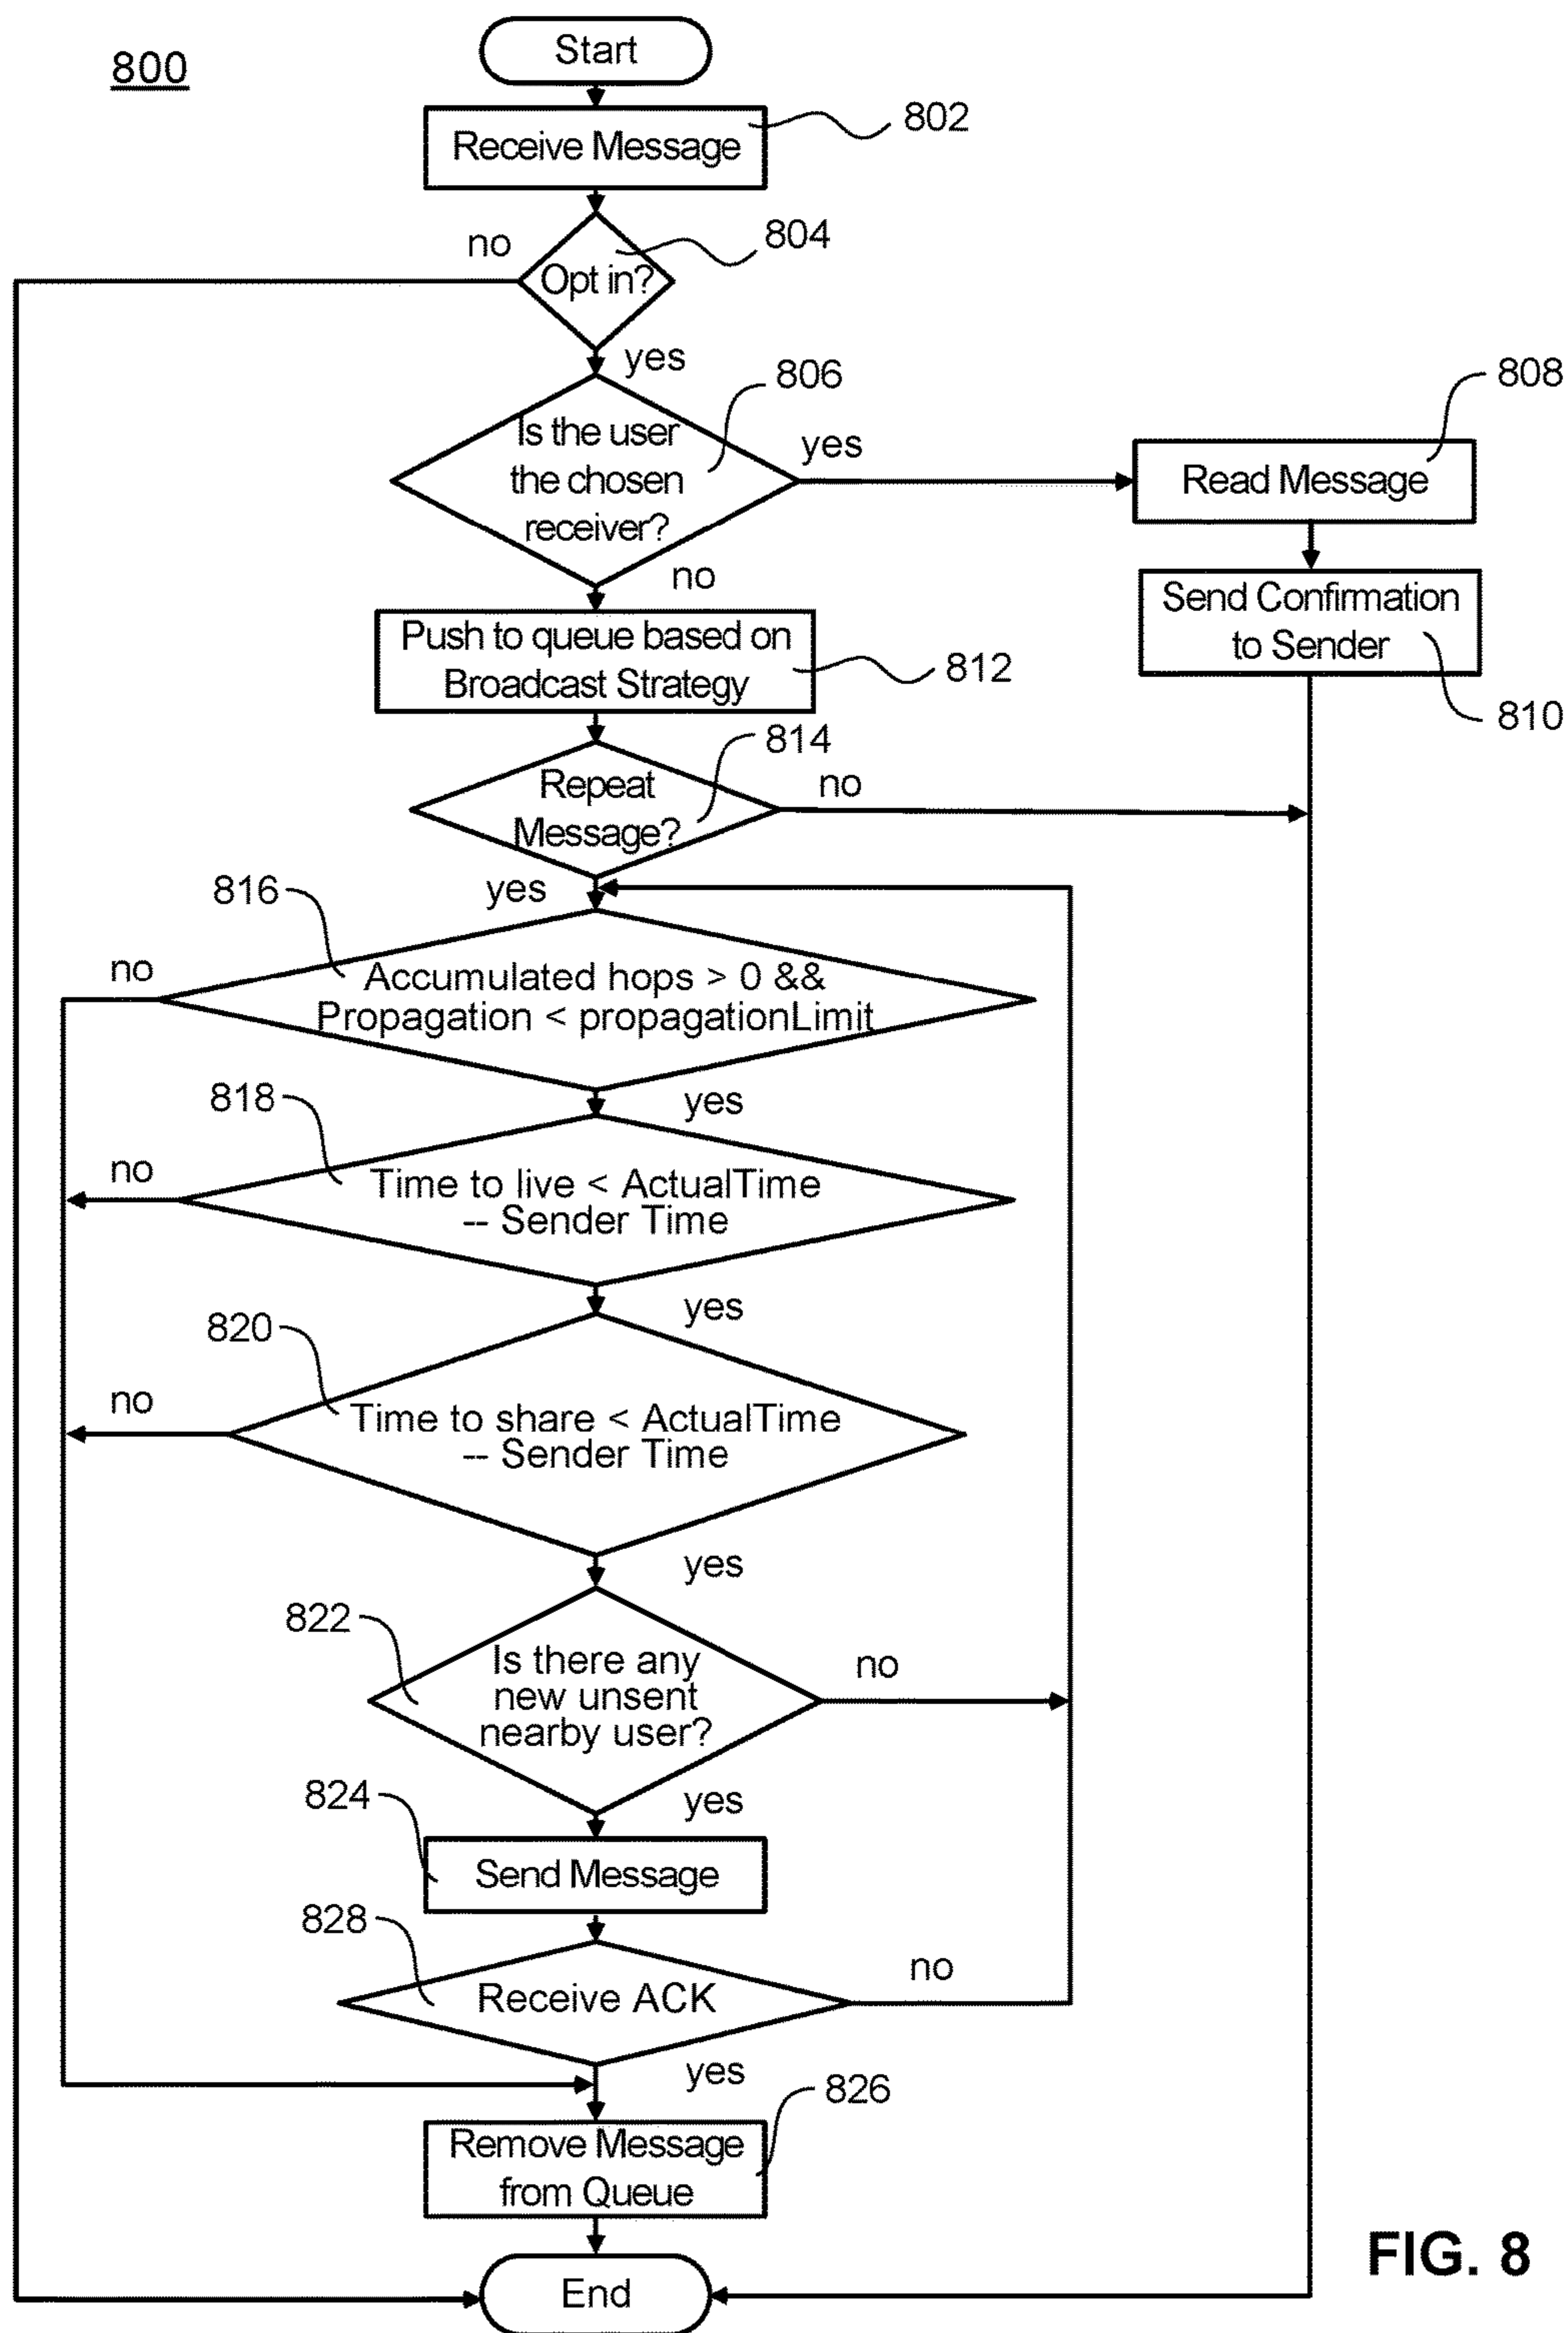 800
Start
Receive Message
802
no
804
Opt in?
yes
806
808
Is the user
the chosen
receiver?
yes
Read Message
no
Send Confirmation
to Sender
810
Push to queue based on
Broadcast Strategy
812
814
Repeat
Message?
no
yes
816
no
Accumulated hops > 0 &&
Propagation < propagationLimit
yes
818
no
Time to live < ActualTime
-- Sender Time
yes
820
no
Time to share < ActualTime
-- Sender Time
yes
822
Is there any
new unsent
nearby user?
no
yes
824
Send Message
828
Receive ACK
no
yes
826
Remove Message
from Queue
End
FIG. 8